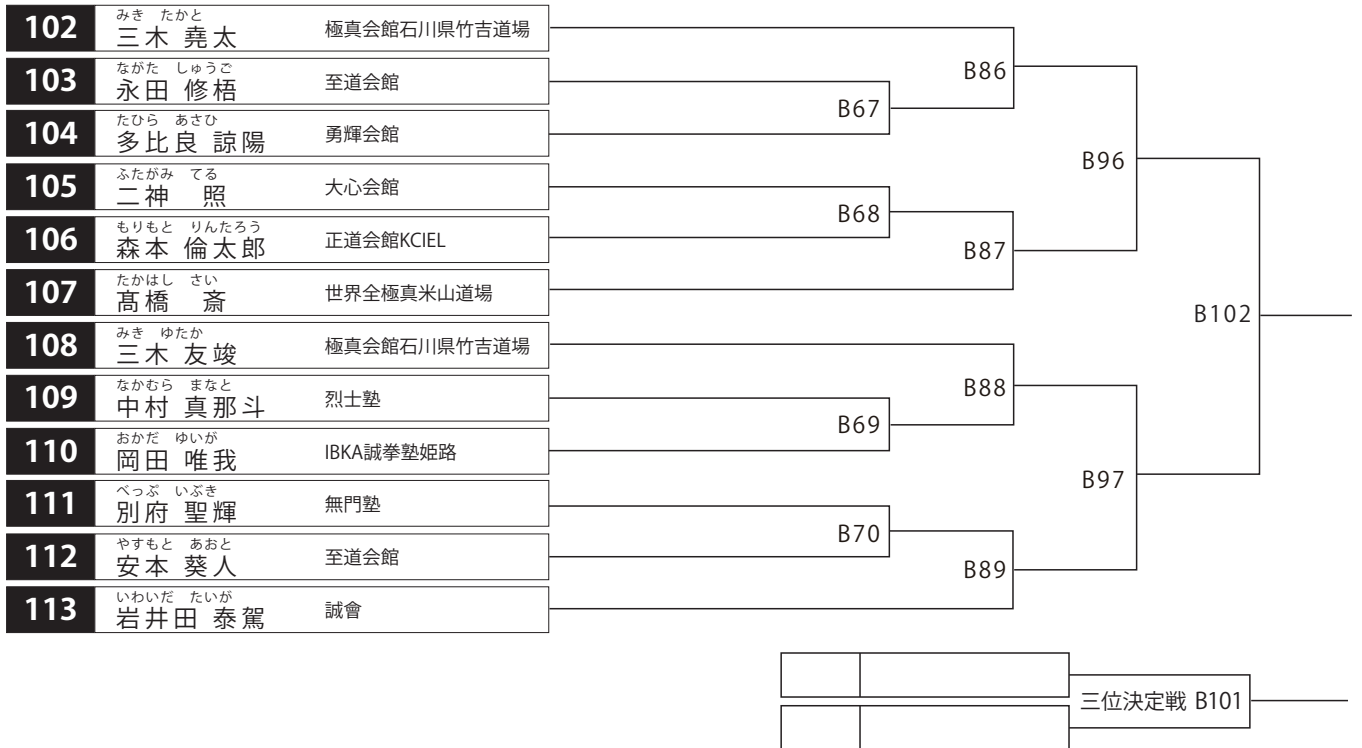 102 みき たかと 三木 堯太 極真会館石川県竹吉道場
103 ながた しゅうご 永田 修梧 至道会館
104 たひら あさひ 多比良 諒陽 勇輝会館
105 ふたがみ てる 二神 照 大心会館
106 もりもと りんたろう 森本 倫太郎 正道会館KCIEL
107 たかはし さい 髙橋 斎 世界全極真米山道場
108 みき ゆたか 三木 友竣 極真会館石川県竹吉道場
109 なかむら まなと 中村 真那斗 烈士塾
110 おかだ ゆいが 岡田 唯我 IBKA誠拳塾姫路
111 べっぷ いぶき 別府 聖輝 無門塾
112 やすもと あおと 安本 葵人 至道会館
113 いわいだ たいが 岩井田 泰駕 誠會
B86
B67
B96
B68
B87
B102
B88
B69
B97
B70
B89
三位決定戦 B101